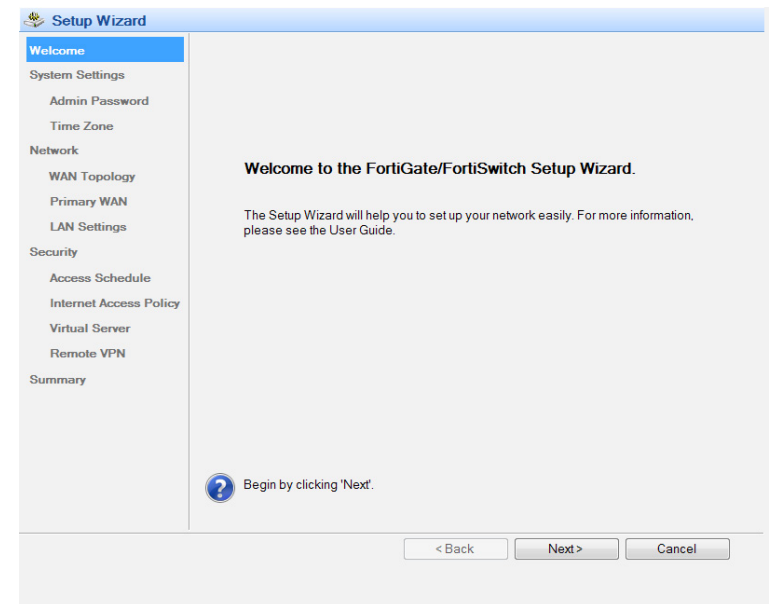 Setup Wizard
Welcome
System Settings
Admin Password
Time Zone
Network
WAN Topology
Primary WAN
LAN Settings
Security
Access Schedule
Internet Access Policy
Virtual Server
Remote VPN
Summary
Welcome to the FortiGate/FortiSwitch Setup Wizard.
The Setup Wizard will help you to set up your network easily. For more information,
please see the User Guide.
?
Begin by clicking 'Next'.
< Back
Next >
Cancel